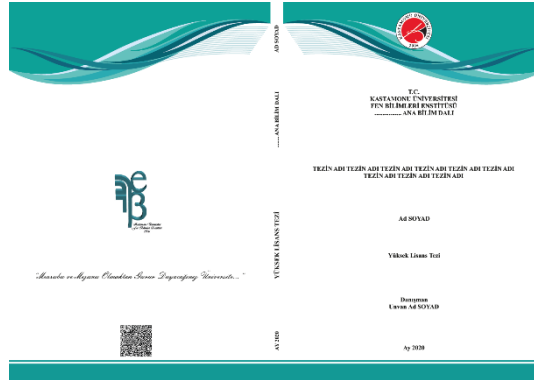 "Mensubu ve Mezunu Olmaktan Gurur Duyacağınız Üniversite..."
AD SOYAD
....... ANA BİLİM DALI
YÜKSEK LİSANS TEZİ
AY 2020
T.C.
KASTAMONU ÜNİVERSİTESİ
FEN BİLİMLERİ ENSTİTÜSÜ
................ ANA BİLİM DALI
TEZİN ADI TEZİN ADI TEZİN ADI TEZİN ADI TEZİN ADI TEZİN ADI
TEZİN ADI TEZİN ADI TEZİN ADI
Ad SOYAD
Yüksek Lisans Tezi
Danışman
Unvan Ad SOYAD
Ay 2020